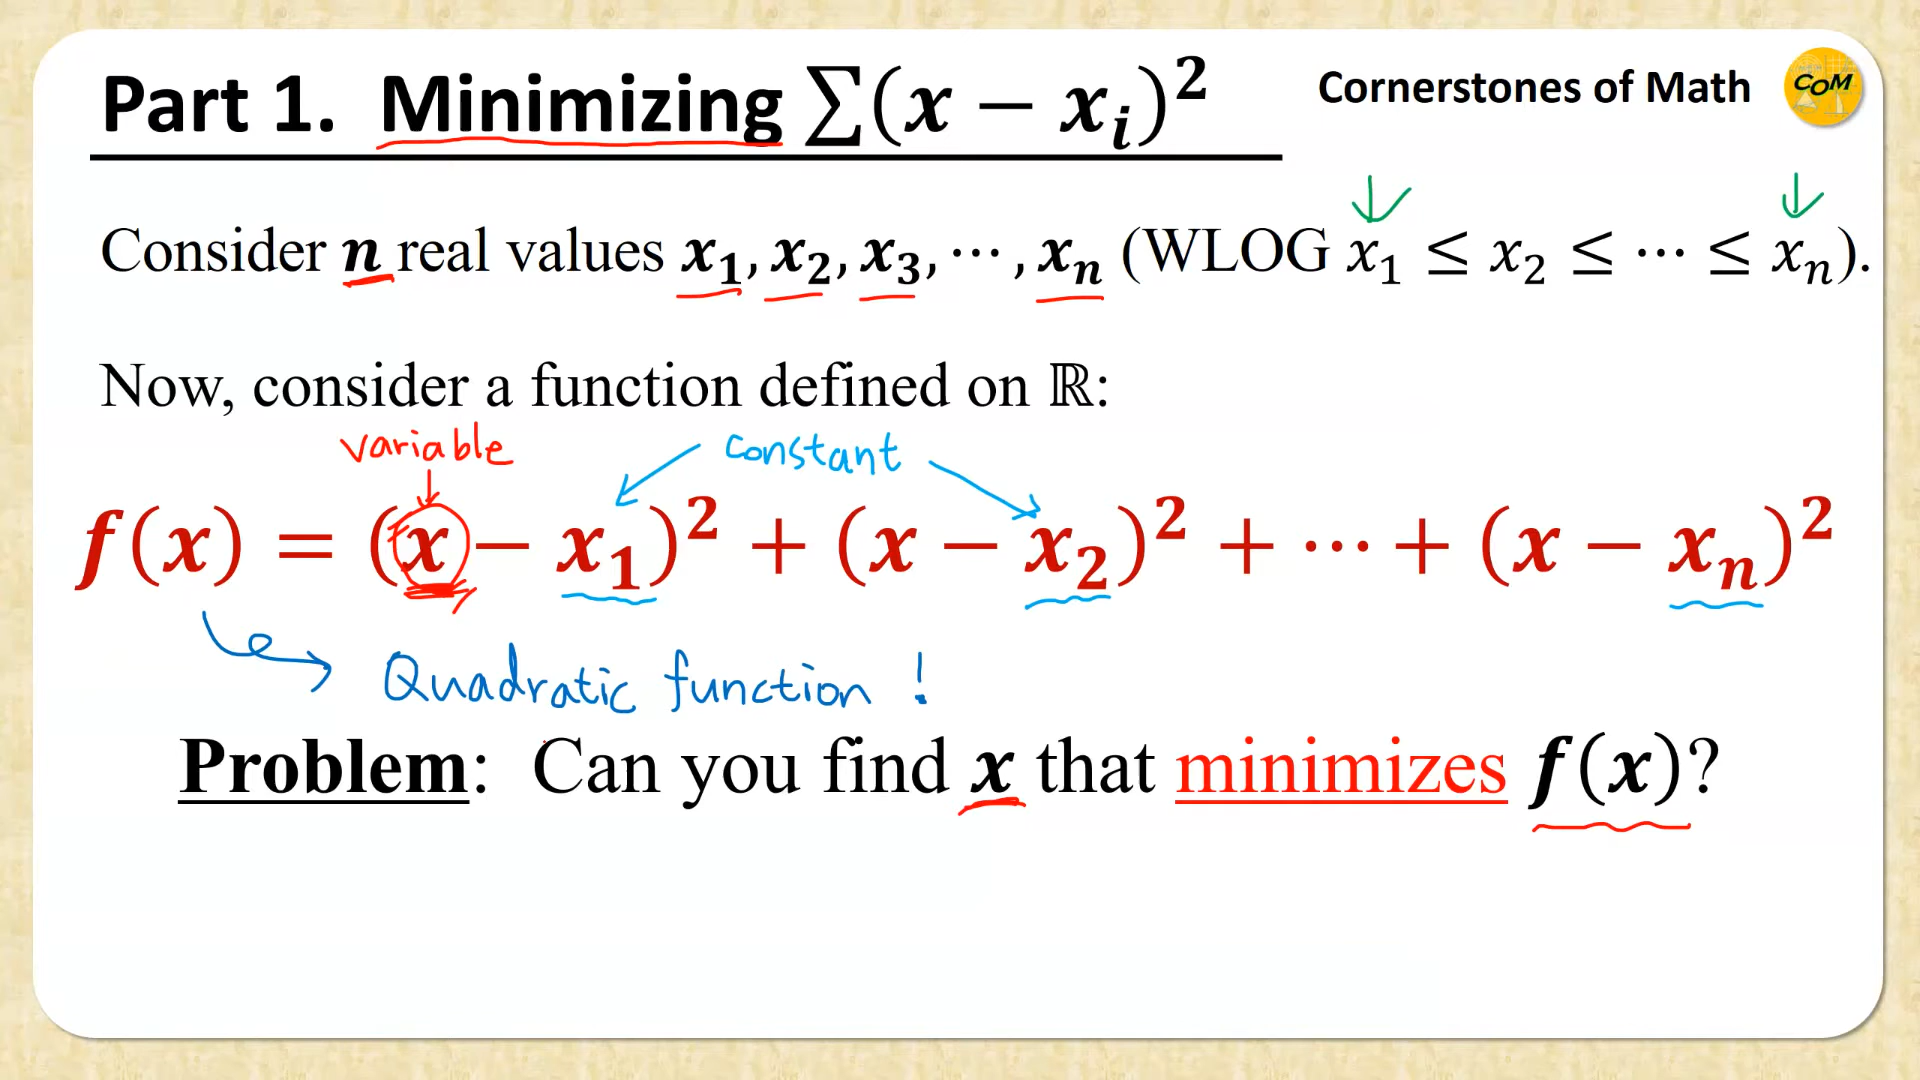 Part 1. Minimizing ∑(x − xᵢ)²
Cornerstones of Math
CoM
Consider n real values x₁, x₂, x₃, ⋯ , xₙ (WLOG x₁ ≤ x₂ ≤ ⋯ ≤ xₙ).
Now, consider a function defined on ℝ:
variable
constant
f(x) = (x − x₁)² + (x − x₂)² + ⋯ + (x − xₙ)²
Quadratic function !
Problem: Can you find x that minimizes f(x)?